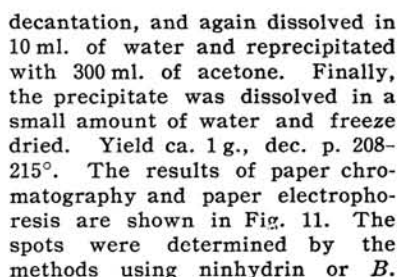 decantation, and again dissolved in
10 ml. of water and reprecipitated
with 300 ml. of acetone. Finally,
the precipitate was dissolved in a
small amount of water and freeze
dried. Yield ca. 1 g., dec. p. 208–
215°. The results of paper chro-
matography and paper electropho-
resis are shown in Fig. 11. The
spots were determined by the
methods using ninhydrin or B.